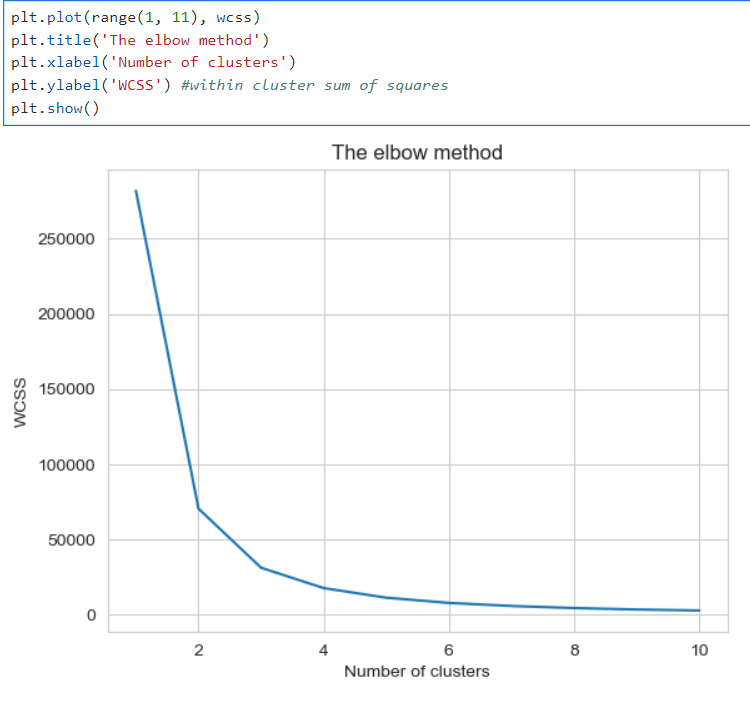 plt.plot(range(1, 11), wcss)
plt.title('The elbow method')
plt.xlabel('Number of clusters')
plt.ylabel('WCSS') #within cluster sum of squares
plt.show()
The elbow method
250000
200000
150000
100000
50000
0
WCSS
2 4 6 8 10
Number of clusters